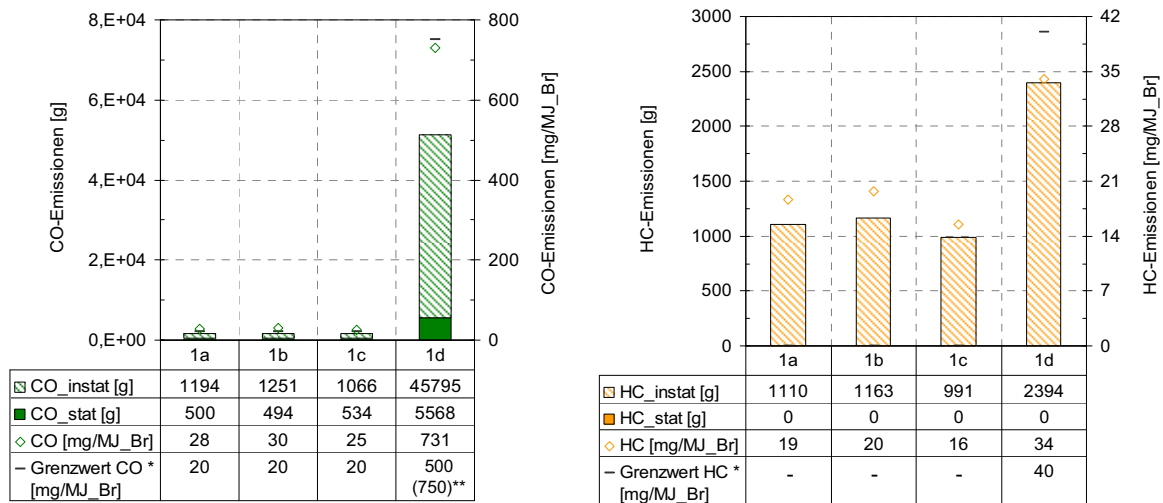 8,E+04
6,E+04
4,E+04
2,E+04
0,E+00
CO-Emissionen [g]
800
600
400
200
0
CO-Emissionen [mg/MJ_Br]
1a 1b 1c 1d
CO_instat [g] 1194 1251 1066 45795
CO_stat [g] 500 494 534 5568
CO [mg/MJ_Br] 28 30 25 731
Grenzwert CO * 20 20 20 500
[mg/MJ_Br] (750)**
3000
2500
2000
1500
1000
500
0
HC-Emissionen [g]
42
35
28
21
14
7
0
HC-Emissionen [mg/MJ_Br]
1a 1b 1c 1d
HC_instat [g] 1110 1163 991 2394
HC_stat [g] 0 0 0 0
HC [mg/MJ_Br] 19 20 16 34
Grenzwert HC * - - - 40
[mg/MJ_Br]